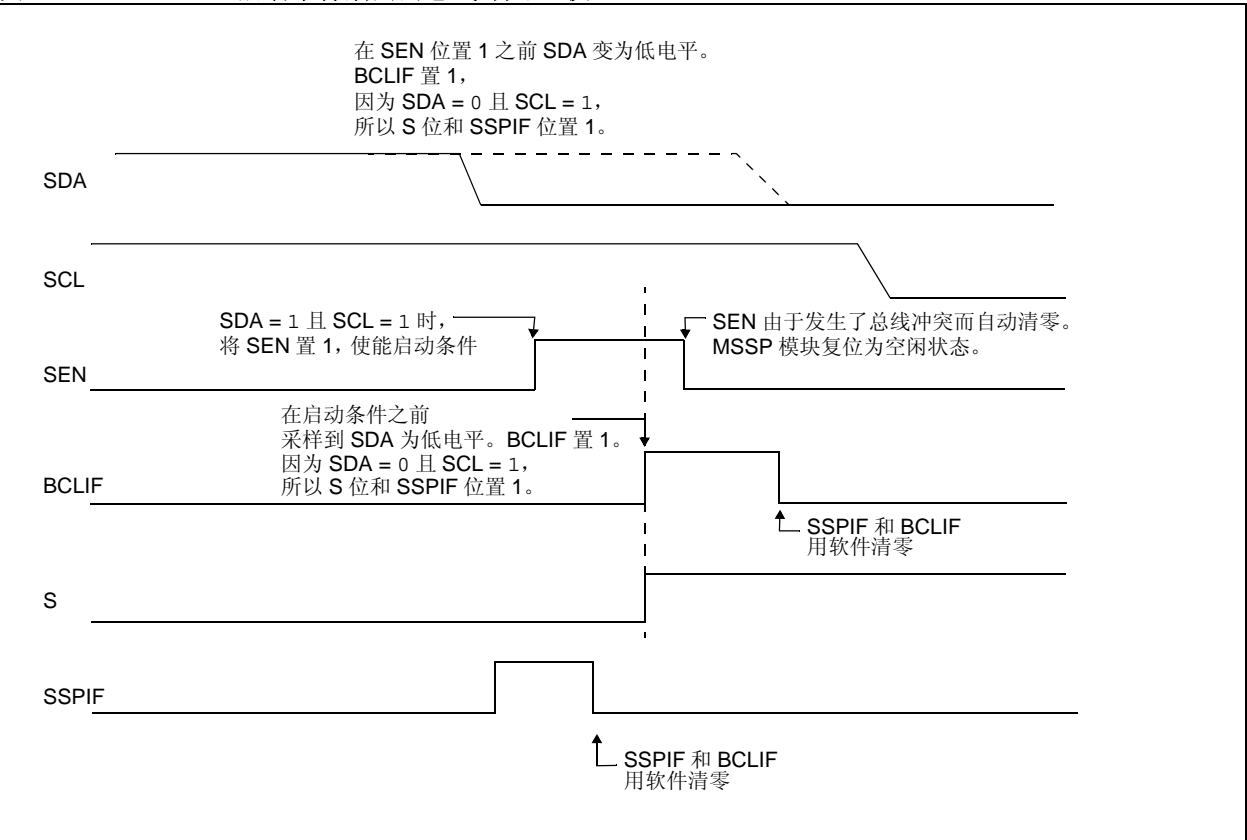 在 SEN 位置 1 之前 SDA 变为低电平。
BCLIF 置 1，
因为 SDA = 0 且 SCL = 1，
所以 S 位和 SSPIF 位置 1。
SDA
SCL
SDA = 1 且 SCL = 1 时，
将 SEN 置 1，使能启动条件
SEN 由于发生了总线冲突而自动清零。
MSSP 模块复位为空闲状态。
SEN
在启动条件之前
采样到 SDA 为低电平。BCLIF 置 1。
因为 SDA = 0 且 SCL = 1，
所以 S 位和 SSPIF 位置 1。
BCLIF
SSPIF 和 BCLIF
用软件清零
S
SSPIF
SSPIF 和 BCLIF
用软件清零